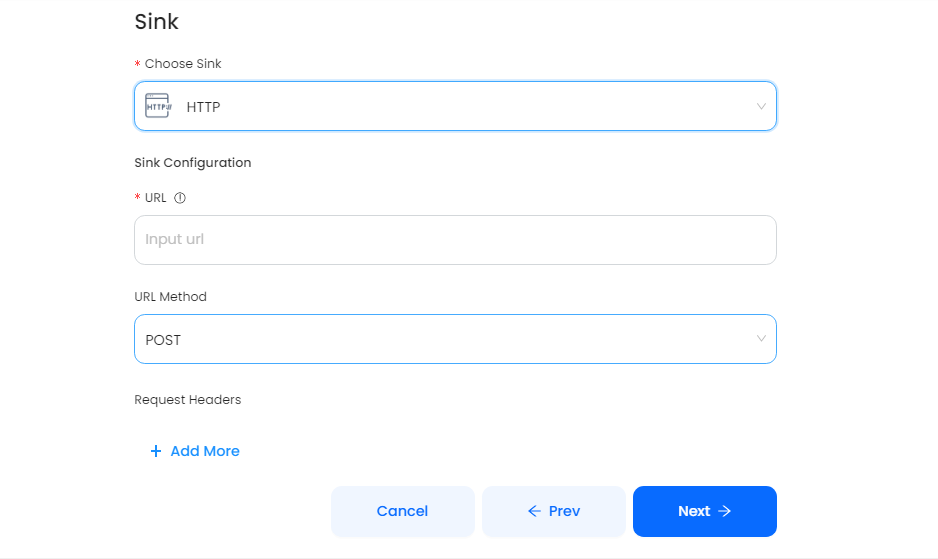 Sink
* Choose Sink
HTTP:// HTTP
Sink Configuration
* URL
Input url
URL Method
POST
Request Headers
+ Add More
Cancel
← Prev
Next →